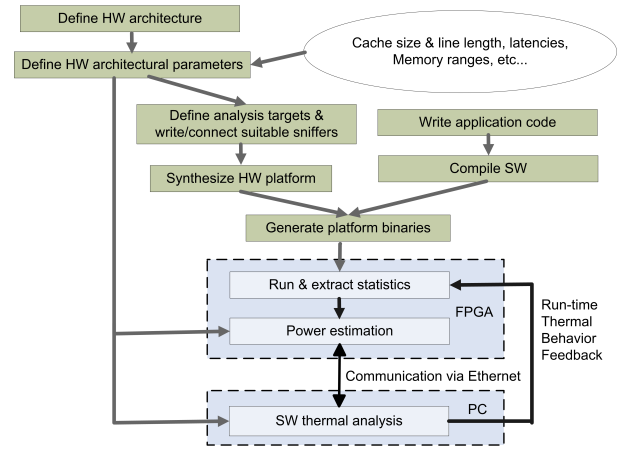 Define HW architecture
Define HW architectural parameters
Cache size & line length, latencies,
Memory ranges, etc...
Define analysis targets &
write/connect suitable sniffers
Write application code
Synthesize HW platform
Compile SW
Generate platform binaries
Run & extract statistics
FPGA
Power estimation
Run-time
Thermal
Behavior
Feedback
Communication via Ethernet
PC
SW thermal analysis